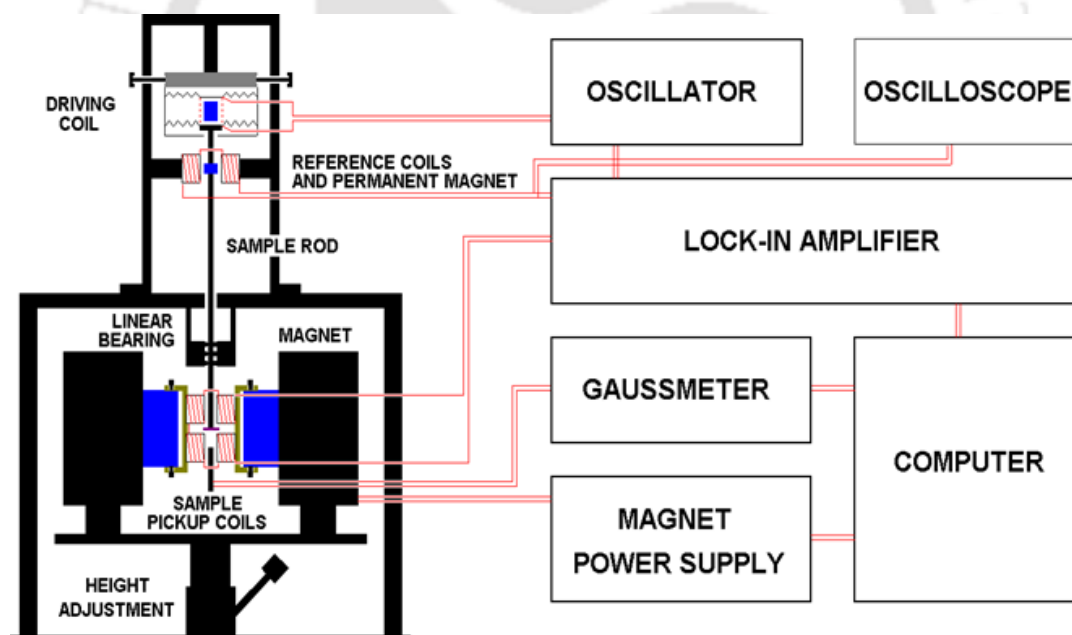 DRIVING
COIL
OSCILLATOR
OSCILLOSCOPE
REFERENCE COILS
AND PERMANENT MAGNET
SAMPLE ROD
LOCK-IN AMPLIFIER
LINEAR
BEARING
MAGNET
GAUSSMETER
COMPUTER
SAMPLE
PICKUP COILS
MAGNET
POWER SUPPLY
HEIGHT
ADJUSTMENT